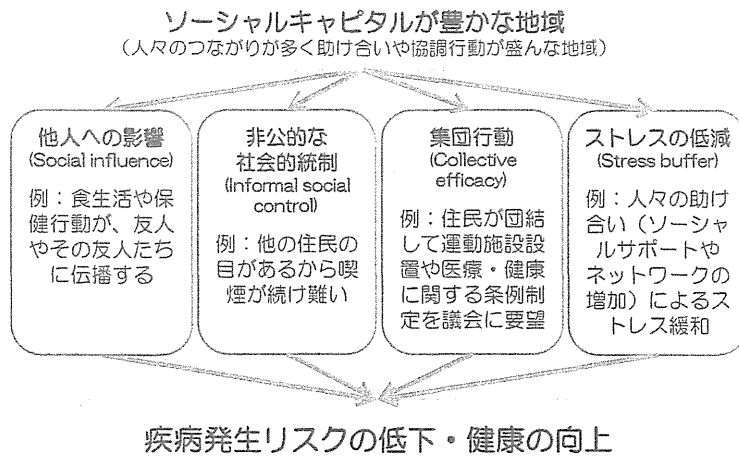 ソーシャルキャピタルが豊かな地域
（人々のつながりが多く助け合いや協調行動が盛んな地域）
他人への影響
(Social influence)
例：食生活や保
健行動が、友人
やその友人たち
に伝播する
非公的な
社会的統制
(Informal social
control)
例：他の住民の
目があるから喫
煙が続け難い
集団行動
(Collective
efficacy)
例：住民が団結
して運動施設設
置や医療・健康
に関する条例制
定を議会に要望
ストレスの低減
(Stress buffer)
例：人々の助け
合い（ソーシャ
ルサポートや
ネットワークの
増加）によるス
トレス緩和
疾病発生リスクの低下・健康の向上